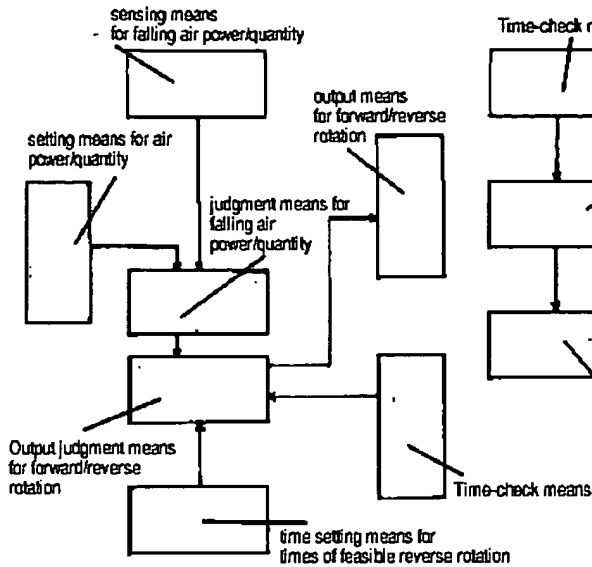 sensing means
for falling air power/quantity
Time-check
output means
for forward/reverse
rotation
setting means for air
power/quantity
judgment means for
falling air
power/quantity
Output judgment means
for forward/reverse
rotation
Time-check means
time setting means for
times of feasible reverse rotation